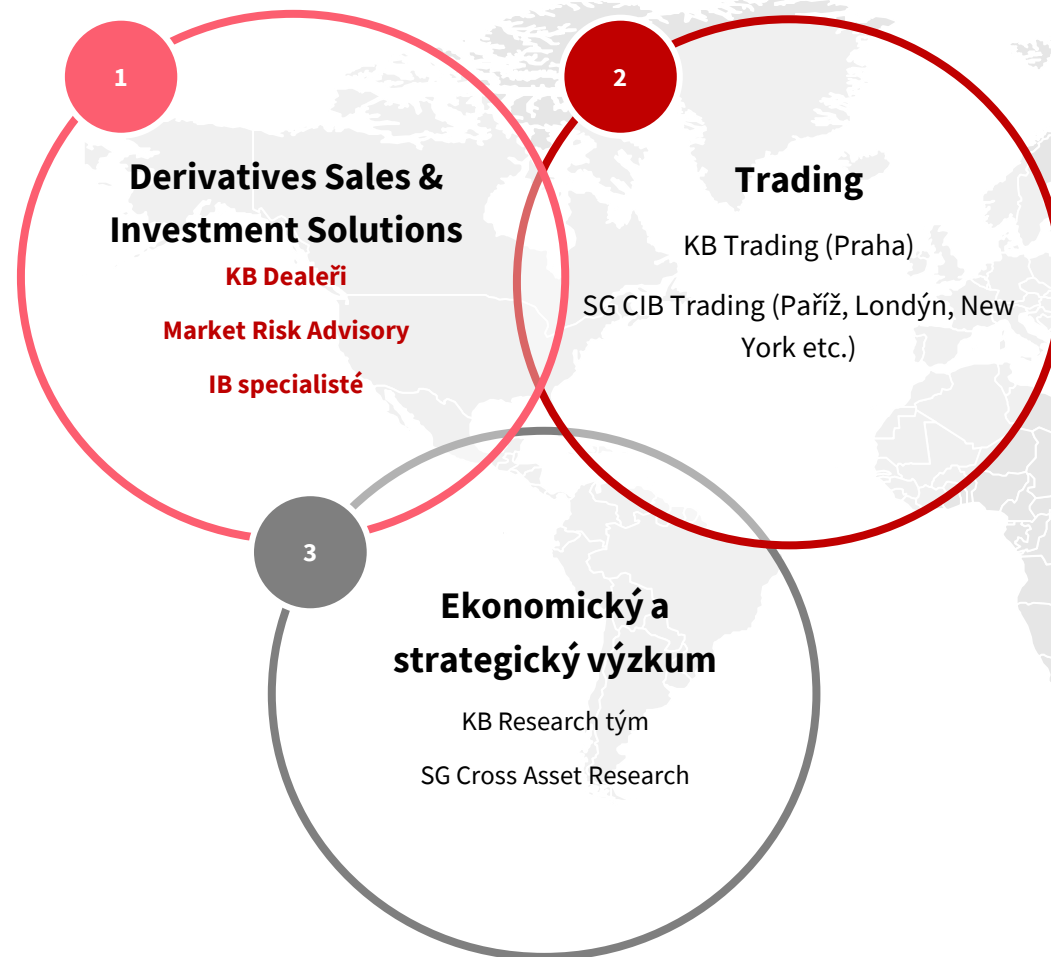 1
Derivatives Sales &
Investment Solutions
KB Dealeři
Market Risk Advisory
IB specialisté
2
Trading
KB Trading (Praha)
SG CIB Trading (Paříž, Londýn, New
York etc.)
3
Ekonomický a
strategický výzkum
KB Research tým
SG Cross Asset Research